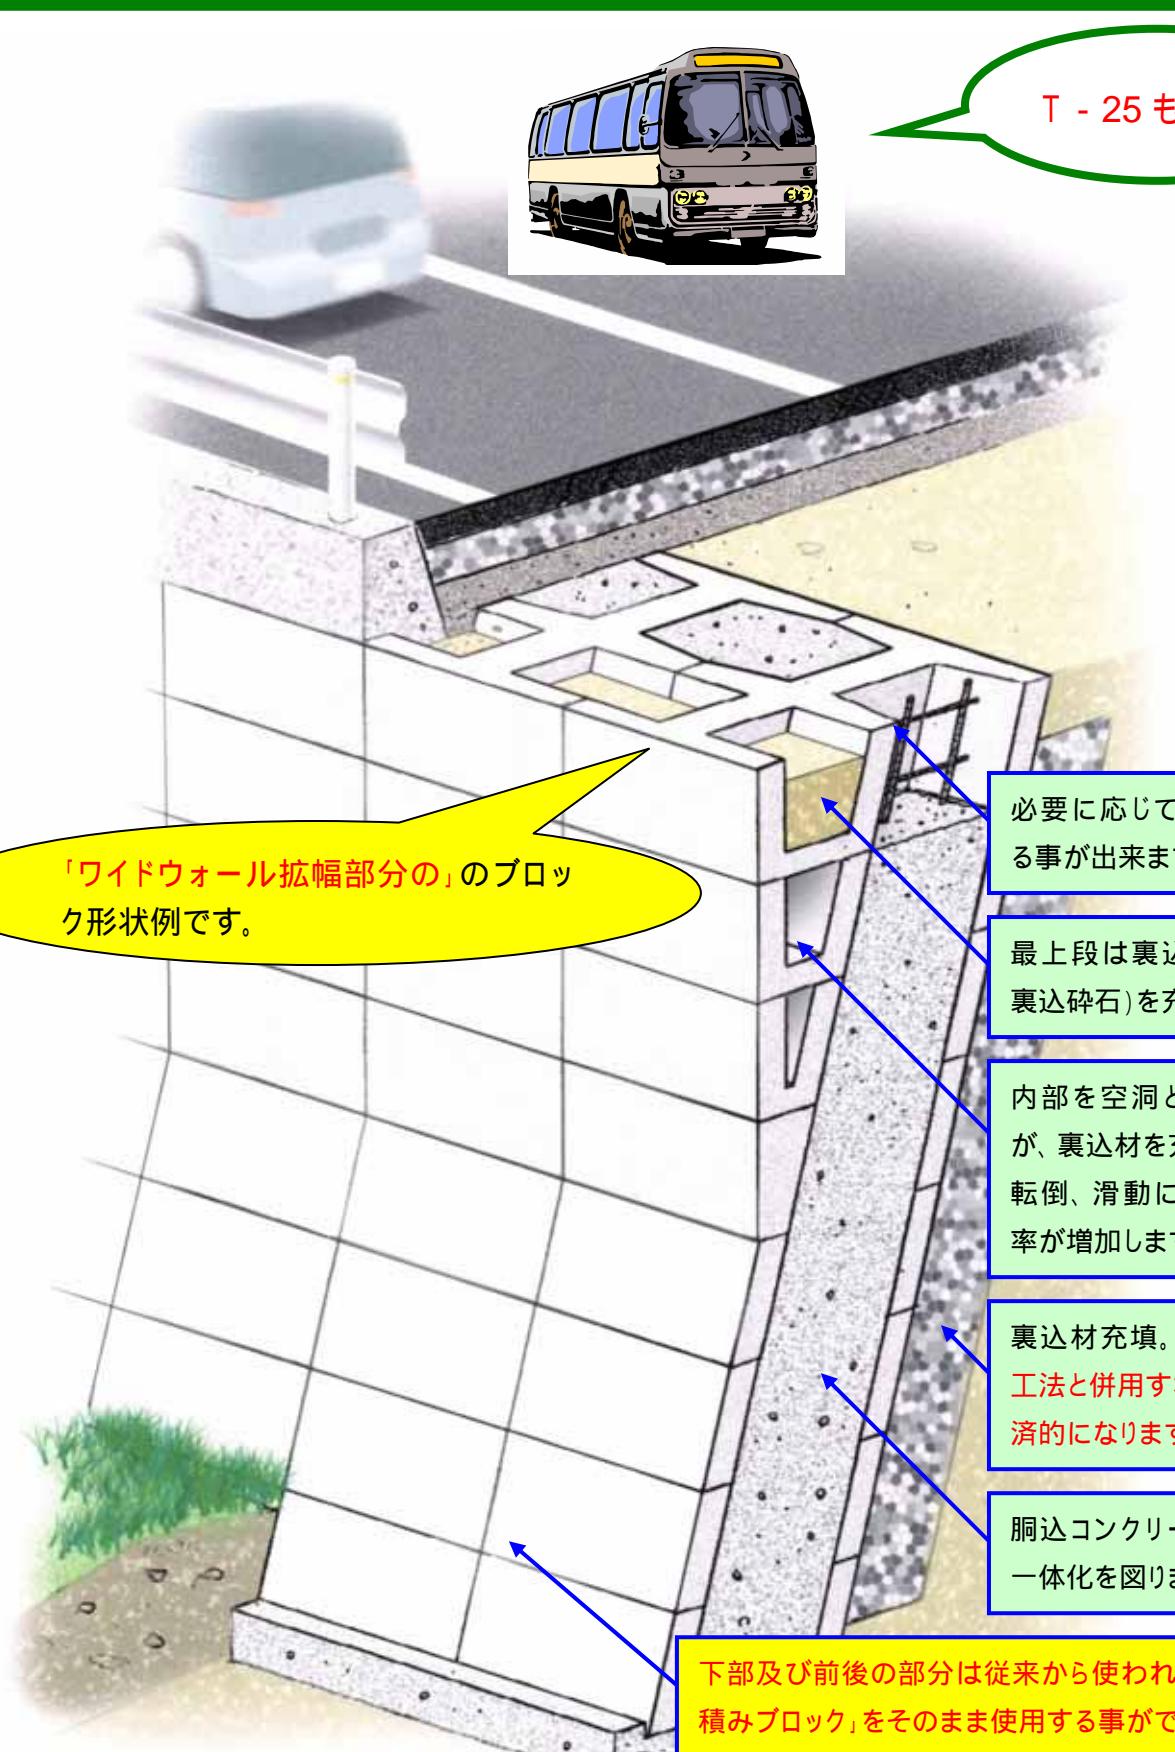 T - 25 も
「ワイドウォール拡幅部分の」のブロッ
ク形状例です。
必要に応じて
る事が出来ま
最上段は裏込
裏込砕石)を充
内部を空洞と
が、裏込材を充
転倒、滑動に
率が増加しま
裏込材充填。
工法と併用す
済的になります
胴込コンクリー
一体化を図りま
下部及び前後の部分は従来から使われ
積みブロック」をそのまま使用する事がで